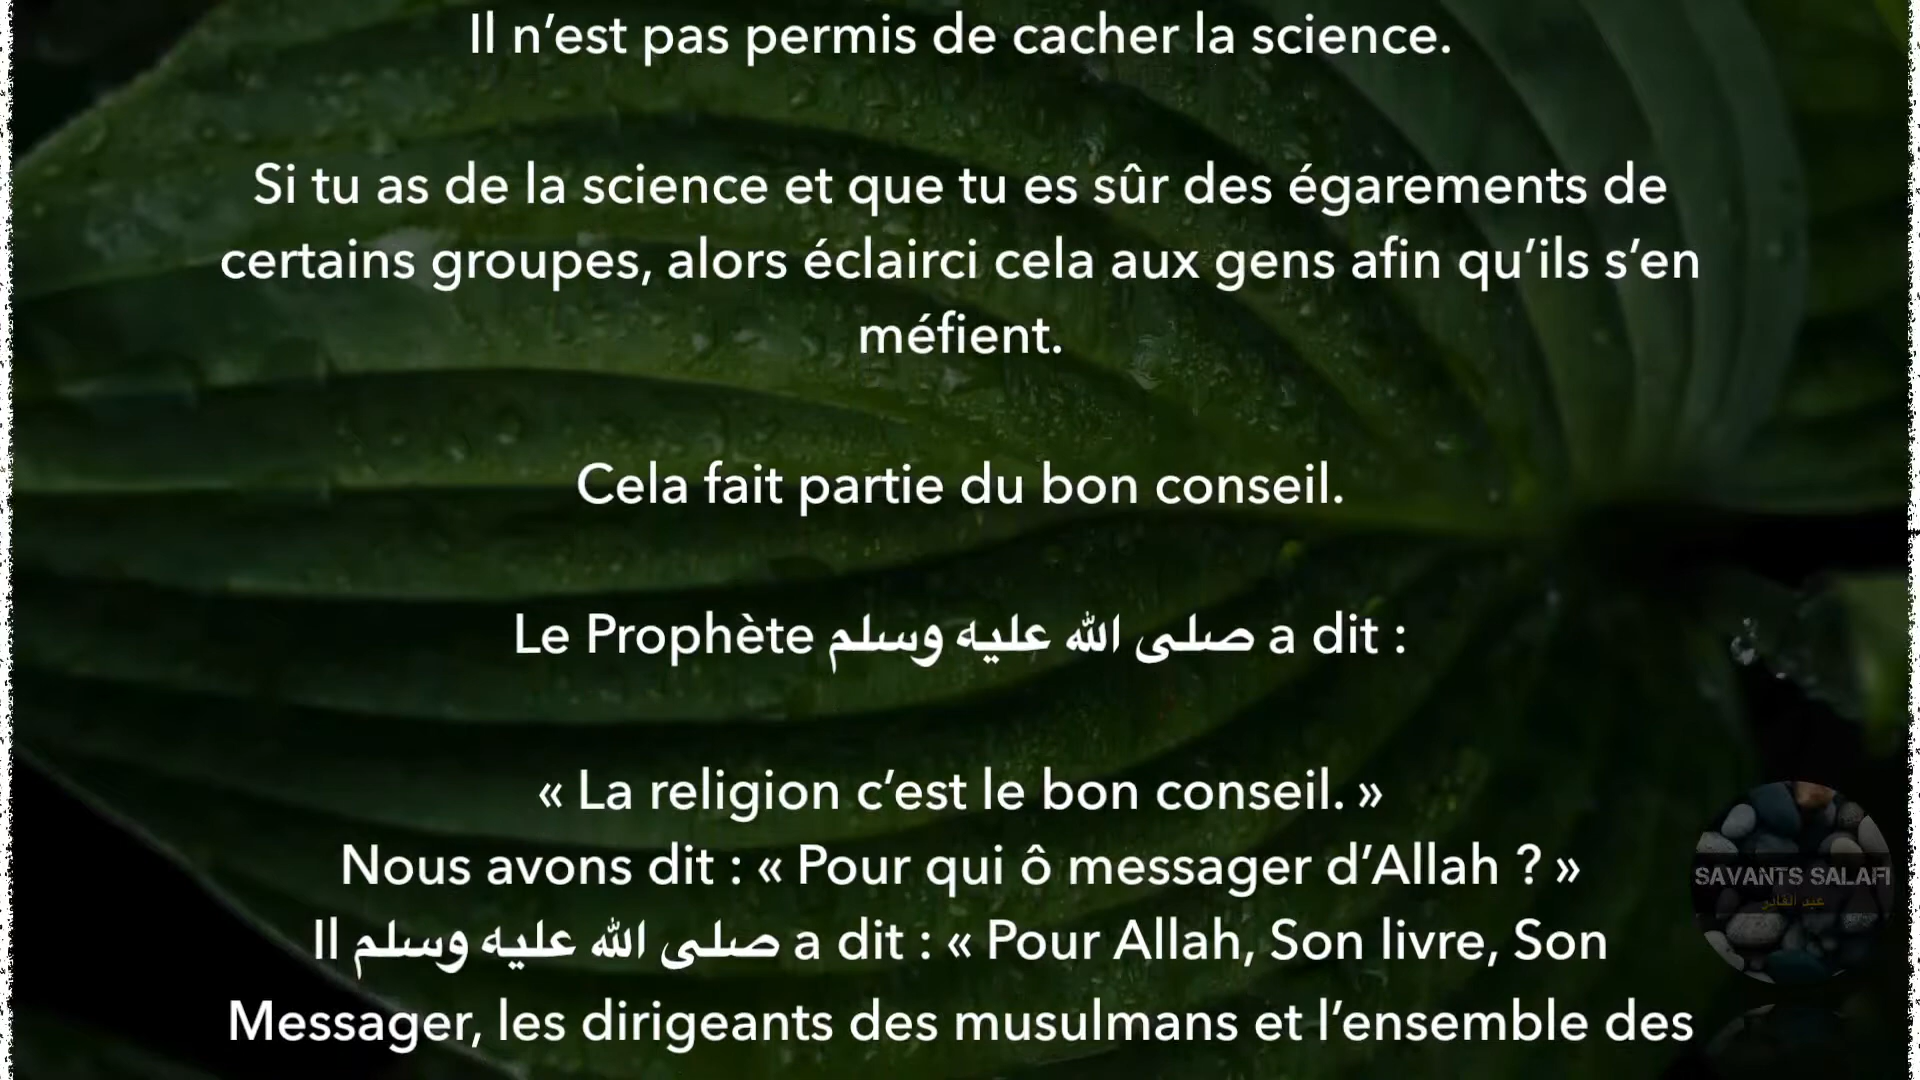 Il n’est pas permis de cacher la science.
Si tu as de la science et que tu es sûr des égarements de
certains groupes, alors éclairci cela aux gens afin qu’ils s’en
méfient.
Cela fait partie du bon conseil.
Le Prophète صلى الله عليه وسلم a dit :
« La religion c’est le bon conseil. »
Nous avons dit : « Pour qui ô messager d’Allah ? »
Il صلى الله عليه وسلم a dit : « Pour Allah, Son livre, Son
Messager, les dirigeants des musulmans et l’ensemble des
SAVANTS SALAFI
عبد القادر